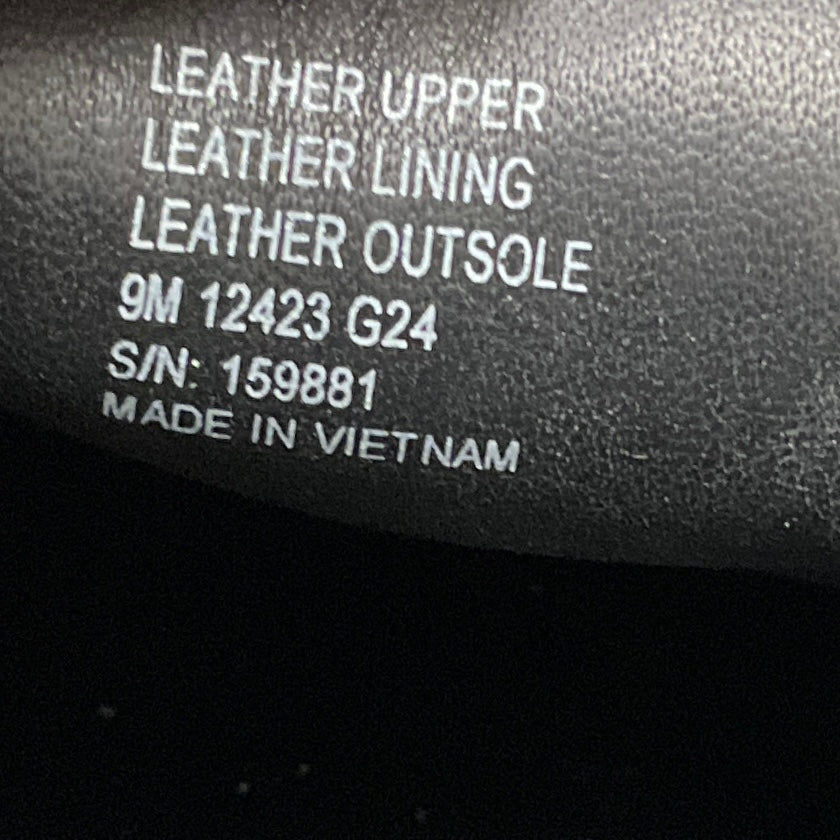 LEATHER UPPER
LEATHER LINING
LEATHER OUTSOLE
9M 12423 G24
S/N: 159881
MADE IN VIETNAM